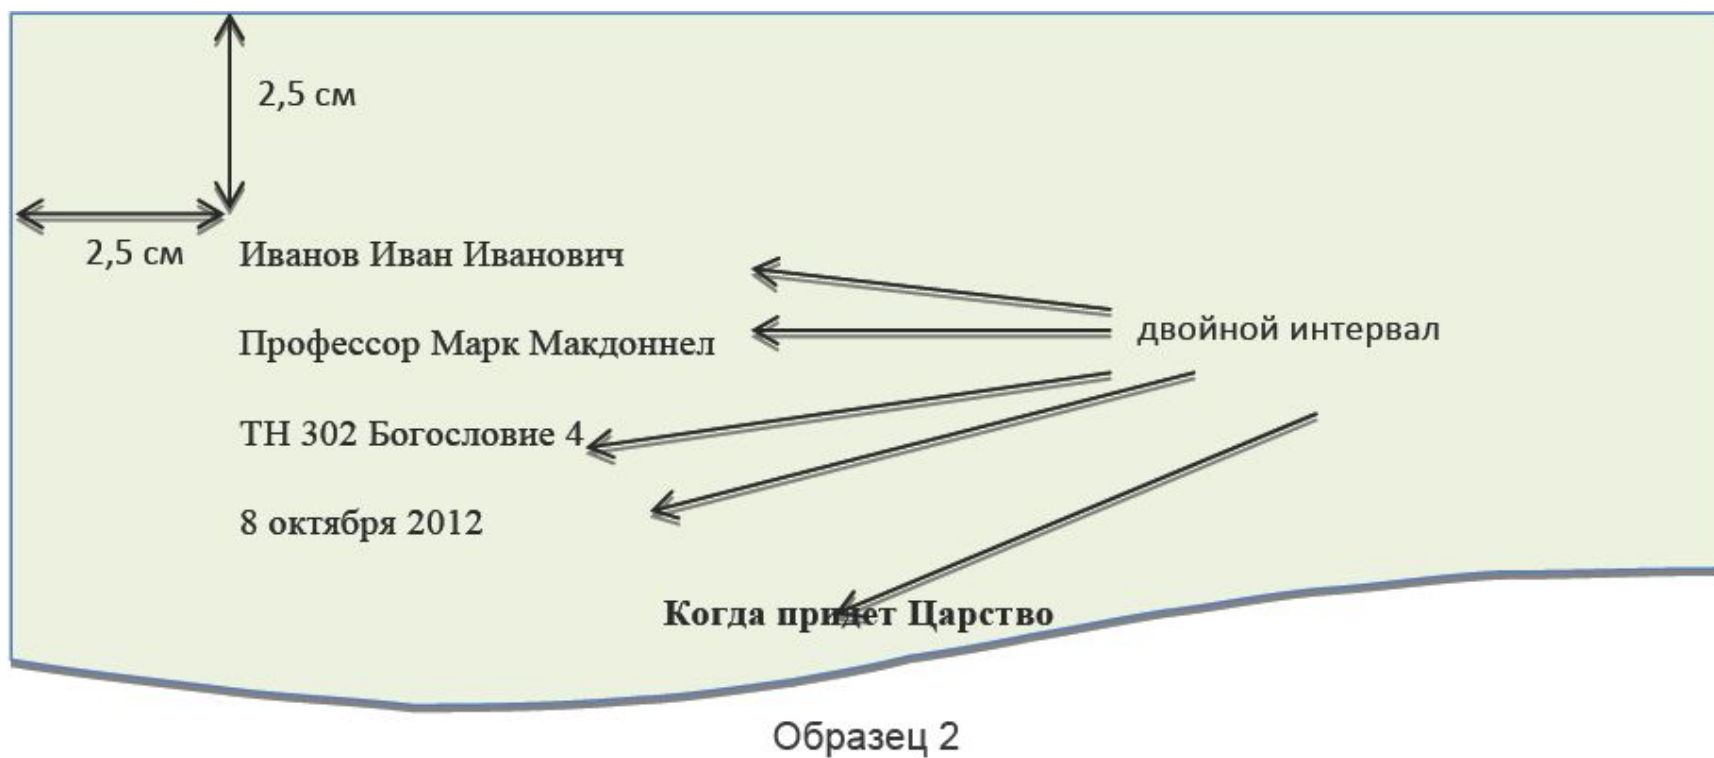 2,5 см
2,5 см
Иванов Иван Иванович
Профессор Марк Макдоннел
двойной интервал
ТН 302 Богословие 4
8 октября 2012
Когда придет Царство
Образец 2